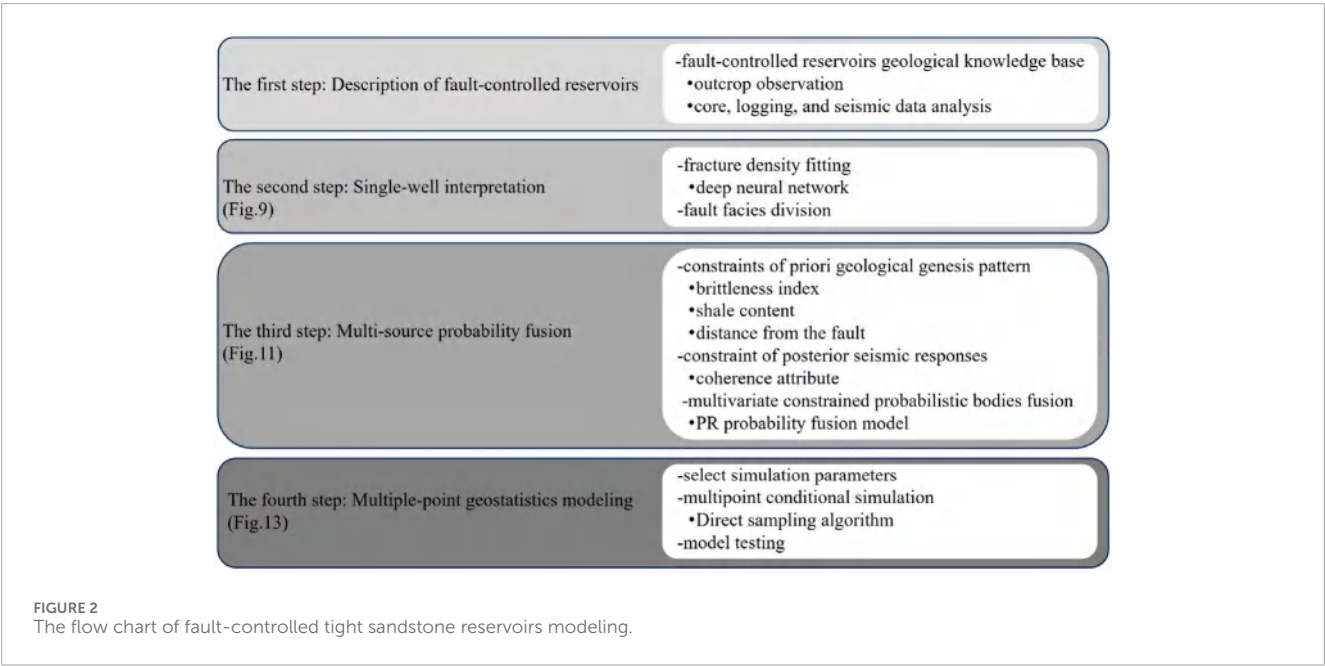 The first step: Description of fault-controlled reservoirs
-fault-controlled reservoirs geological knowledge base
•outcrop observation
•core, logging, and seismic data analysis
The second step: Single-well interpretation
(Fig.9)
-fracture density fitting
•deep neural network
-fault facies division
The third step: Multi-source probability fusion
(Fig.11)
-constraints of priori geological genesis pattern
•brittleness index
•shale content
•distance from the fault
-constraint of posterior seismic responses
•coherence attribute
-multivariate constrained probabilistic bodies fusion
•PR probability fusion model
The fourth step: Multiple-point geostatistics modeling
(Fig.13)
-select simulation parameters
-multipoint conditional simulation
•Direct sampling algorithm
-model testing
FIGURE 2
The flow chart of fault-controlled tight sandstone reservoirs modeling.